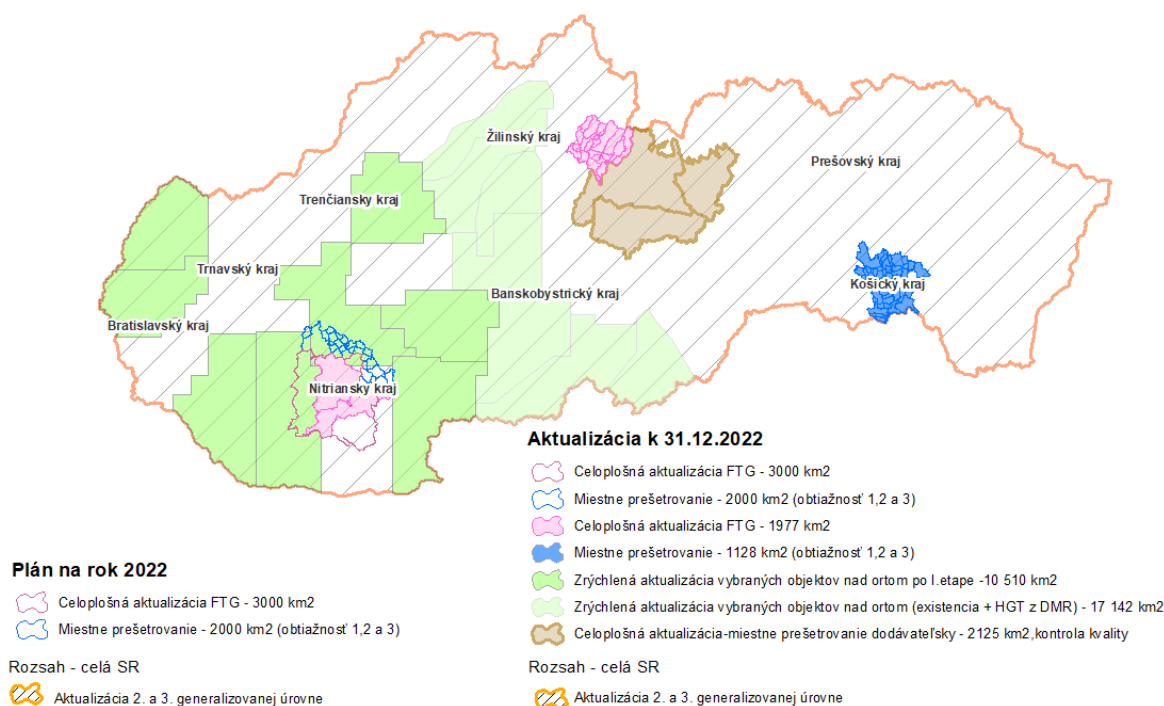 Žilinský kraj
Prešovský kraj
Trenčiansky kraj
Trnavský kraj
Košický kraj
Banskobystrický kraj
Bratislavský kraj
Nitriansky kraj
Plán na rok 2022
Celoplošná aktualizácia FTG - 3000 km2
Miestne prešetrovanie - 2000 km2 (obtiažnosť 1,2 a 3)
Rozsah - celá SR
Aktualizácia 2. a 3. generalizovanej úrovne
Aktualizácia k 31.12.2022
Celoplošná aktualizácia FTG - 3000 km2
Miestne prešetrovanie - 2000 km2 (obtiažnosť 1,2 a 3)
Celoplošná aktualizácia FTG - 1977 km2
Miestne prešetrovanie - 1128 km2 (obtiažnosť 1,2 a 3)
Zrýchlená aktualizácia vybraných objektov nad ortom po I.etape -10 510 km2
Zrýchlená aktualizácia vybraných objektov nad ortom (existencia + HGT z DMR) - 17 142 km2
Celoplošná aktualizácia-miestne prešetrovanie dodávateľsky - 2125 km2,kontrola kvality
Rozsah - celá SR
Aktualizácia 2. a 3. generalizovanej úrovne